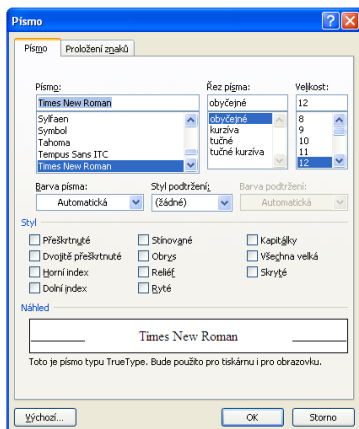 Písmo
Písmo Proložení znaků
Písmo: Řez písma: Velikost:
Times New Roman obyčejné 12
Sylfaen obyčejné 8
Symbol kurzíva 9
Tahoma tučné 10
Tempus Sans ITC tučné kurzíva 11
Times New Roman 12
Barva písma: Styl podtržení: Barva podtržení:
Automatická (žádné) Automatická
Styl
Přeškrtnuté Stínované Kapitálky
Dvojitě přeškrtnuté Obrys Všechna velká
Horní index Reliéf Skryté
Dolní index Ryté
Náhled
Times New Roman
Toto je písmo typu TrueType. Bude použito pro tiskárnu i pro obrazovku.
Výchozí... OK Storno